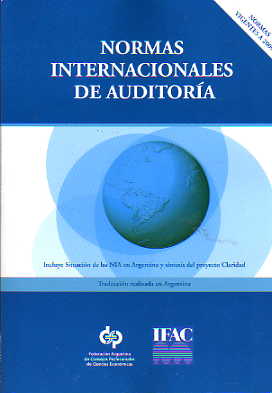 NORMAS
VIGENTES A
NORMAS
INTERNACIONALES
DE AUDITORÍA
Incluye Situación de las NIA en Argentina y síntesis del proyecto Claridad
Traducción realizada en Argentina
Federación Argentina
de Consejos Profesionales
de Ciencias Económicas
IFAC